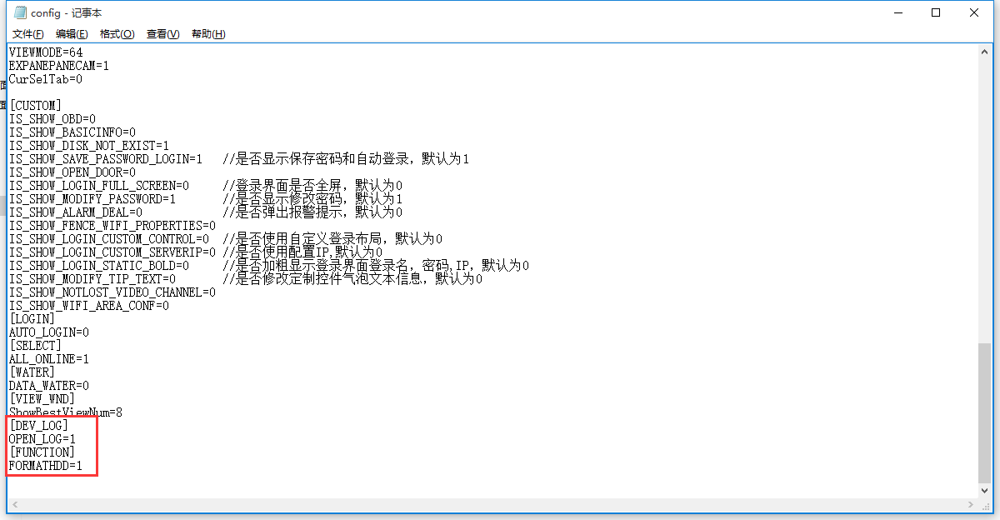 config - 记事本
文件(F) 编辑(E) 格式(O) 查看(V) 帮助(H)
VIEWMODE=64
EXPANEPANECAM=1
CurSelTab=0
[CUSTOM]
IS_SHOW_OBD=0
IS_SHOW_BASICINFO=0
IS_SHOW_DISK_NOT_EXIST=1
IS_SHOW_SAVE_PASSWORD_LOGIN=1 //是否显示保存密码和自动登录，默认为1
IS_SHOW_OPEN_DOOR=0
IS_SHOW_LOGIN_FULL_SCREEN=0 //登录界面是否全屏，默认为0
IS_SHOW_MODIFY_PASSWORD=1 //是否显示修改密码，默认为1
IS_SHOW_ALARM_DEAL=0 //是否弹出报警提示，默认为0
IS_SHOW_FENCE_WIFI_PROPERTIES=0
IS_SHOW_LOGIN_CUSTOM_CONTROL=0 //是否使用自定义登录布局，默认为0
IS_SHOW_LOGIN_CUSTOM_SERVERIP=0 //是否使用配置IP,默认为0
IS_SHOW_LOGIN_STATIC_BOLD=0 //是否加粗显示登录界面登录名，密码,IP，默认为0
IS_SHOW_MODIFY_TIP_TEXT=0 //是否修改定制控件气泡文本信息，默认为0
IS_SHOW_NOTLOST_VIDEO_CHANNEL=0
IS_SHOW_WIFI_AREA_CONF=0
[LOGIN]
AUTO_LOGIN=0
[SELECT]
ALL_ONLINE=1
[WATER]
DATA_WATER=0
[VIEW_WND]
ShowBestViewNum=8
[DEV_LOG]
OPEN_LOG=1
[FUNCTION]
FORMATHDD=1